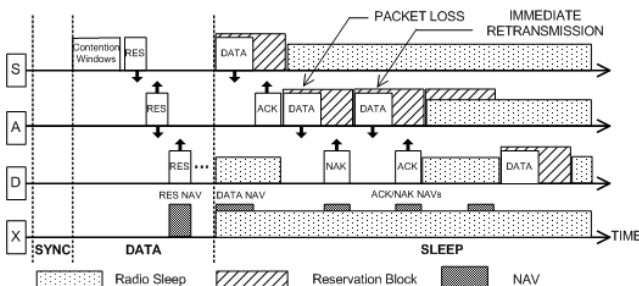 PACKET LOSS
IMMEDIATE
RETRANSMISSION
Contention
Windows
RES
DATA
S
RES
ACK
DATA
DATA
A
RES
...
NAK
ACK
DATA
D
RES NAV
DATA NAV
ACK/NAK NAVs
X
TIME
SYNC
DATA
SLEEP
Radio Sleep
Reservation Block
NAV